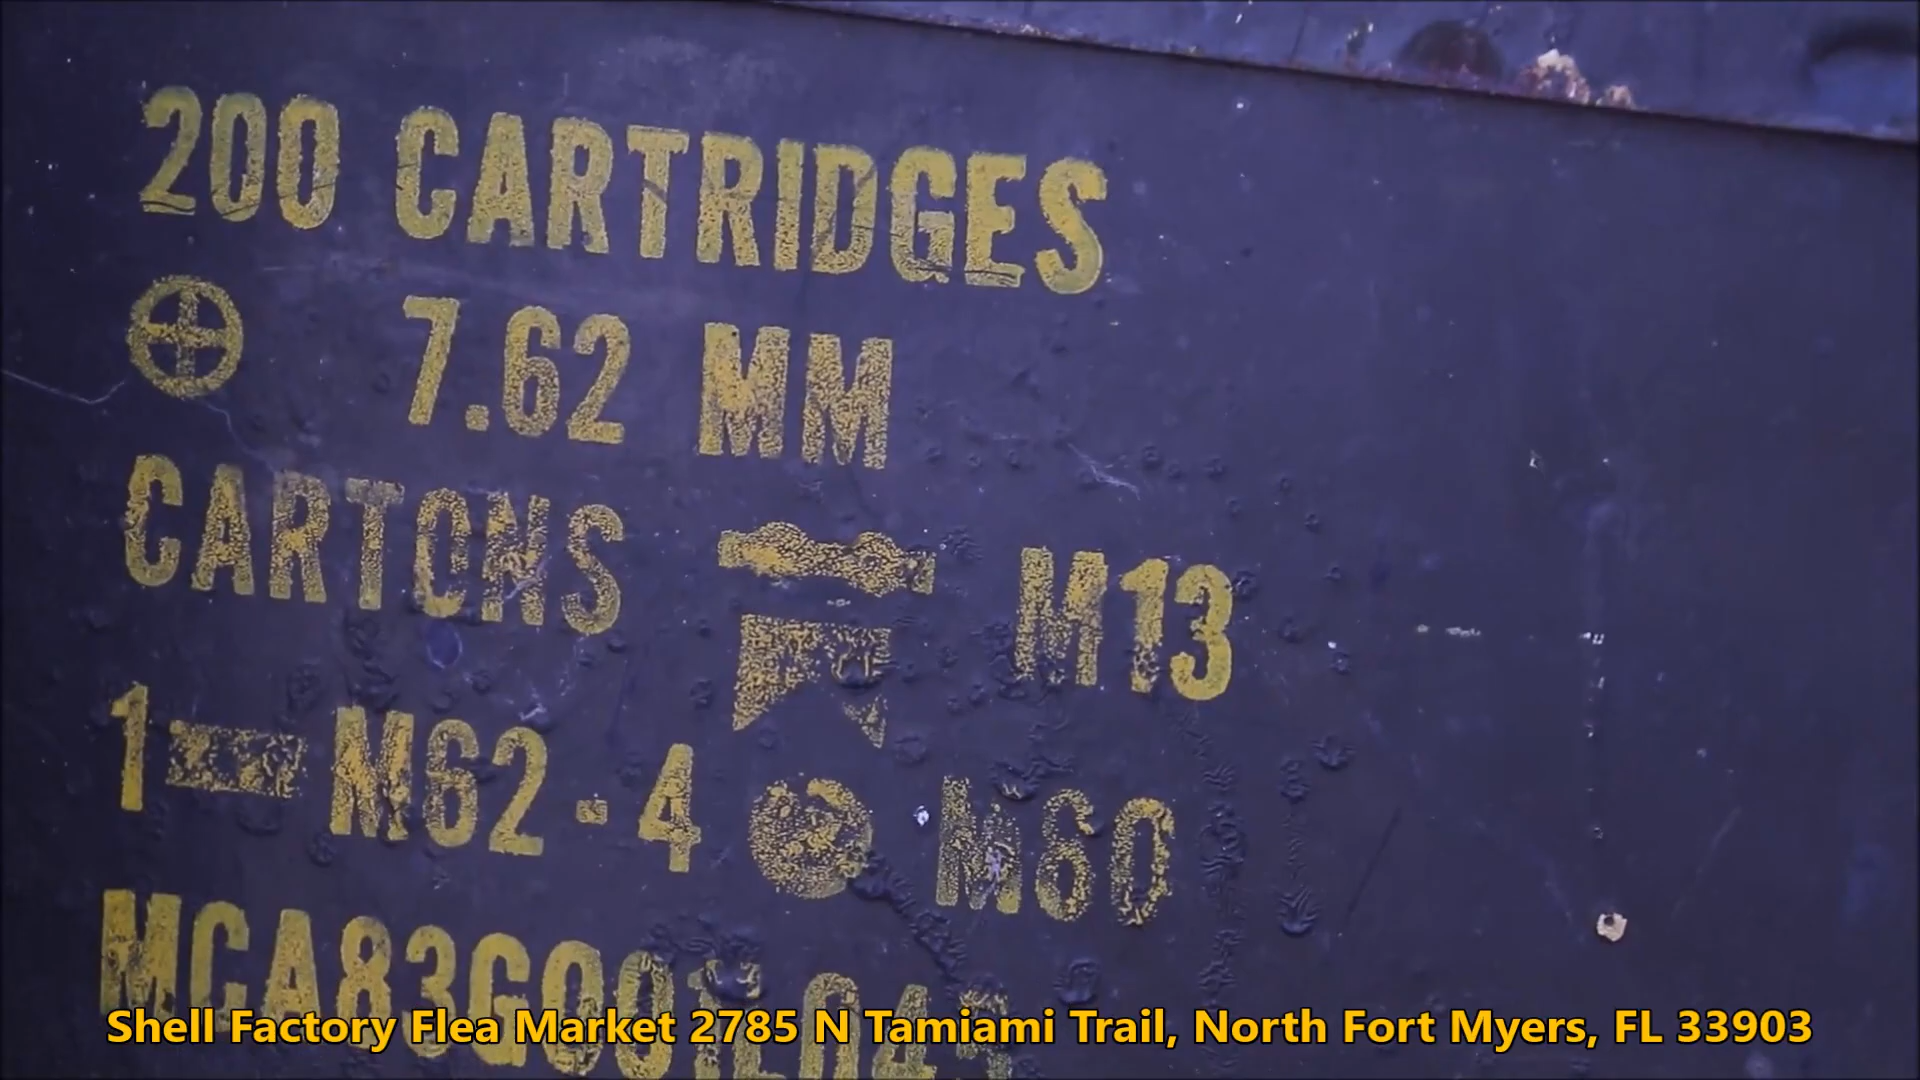 200 CARTRIDGES
7.62 MM
CARTONS M13
1 M62-4 M60
Shell Factory Flea Market 2785 N Tamiami Trail, North Fort Myers, FL 33903